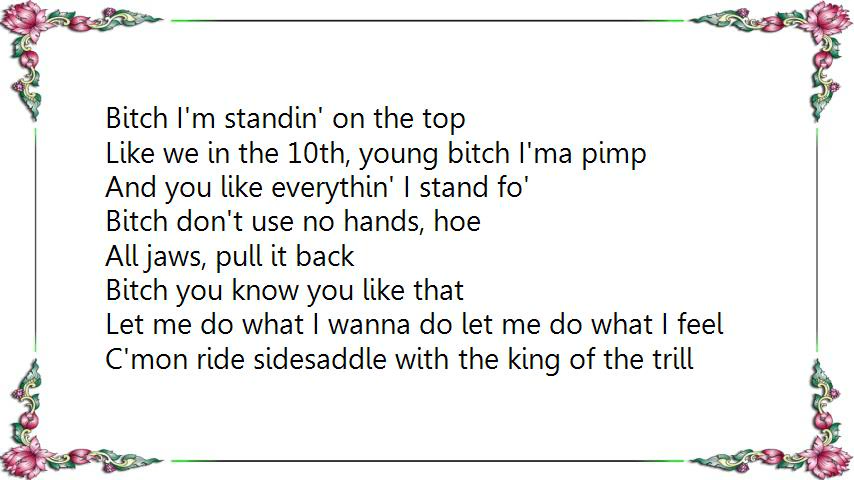 Bitch I'm standin' on the top
Like we in the 10th, young bitch I'ma pimp
And you like everythin' I stand fo'
Bitch don't use no hands, hoe
All jaws, pull it back
Bitch you know you like that
Let me do what I wanna do let me do what I feel
C'mon ride sidesaddle with the king of the trill